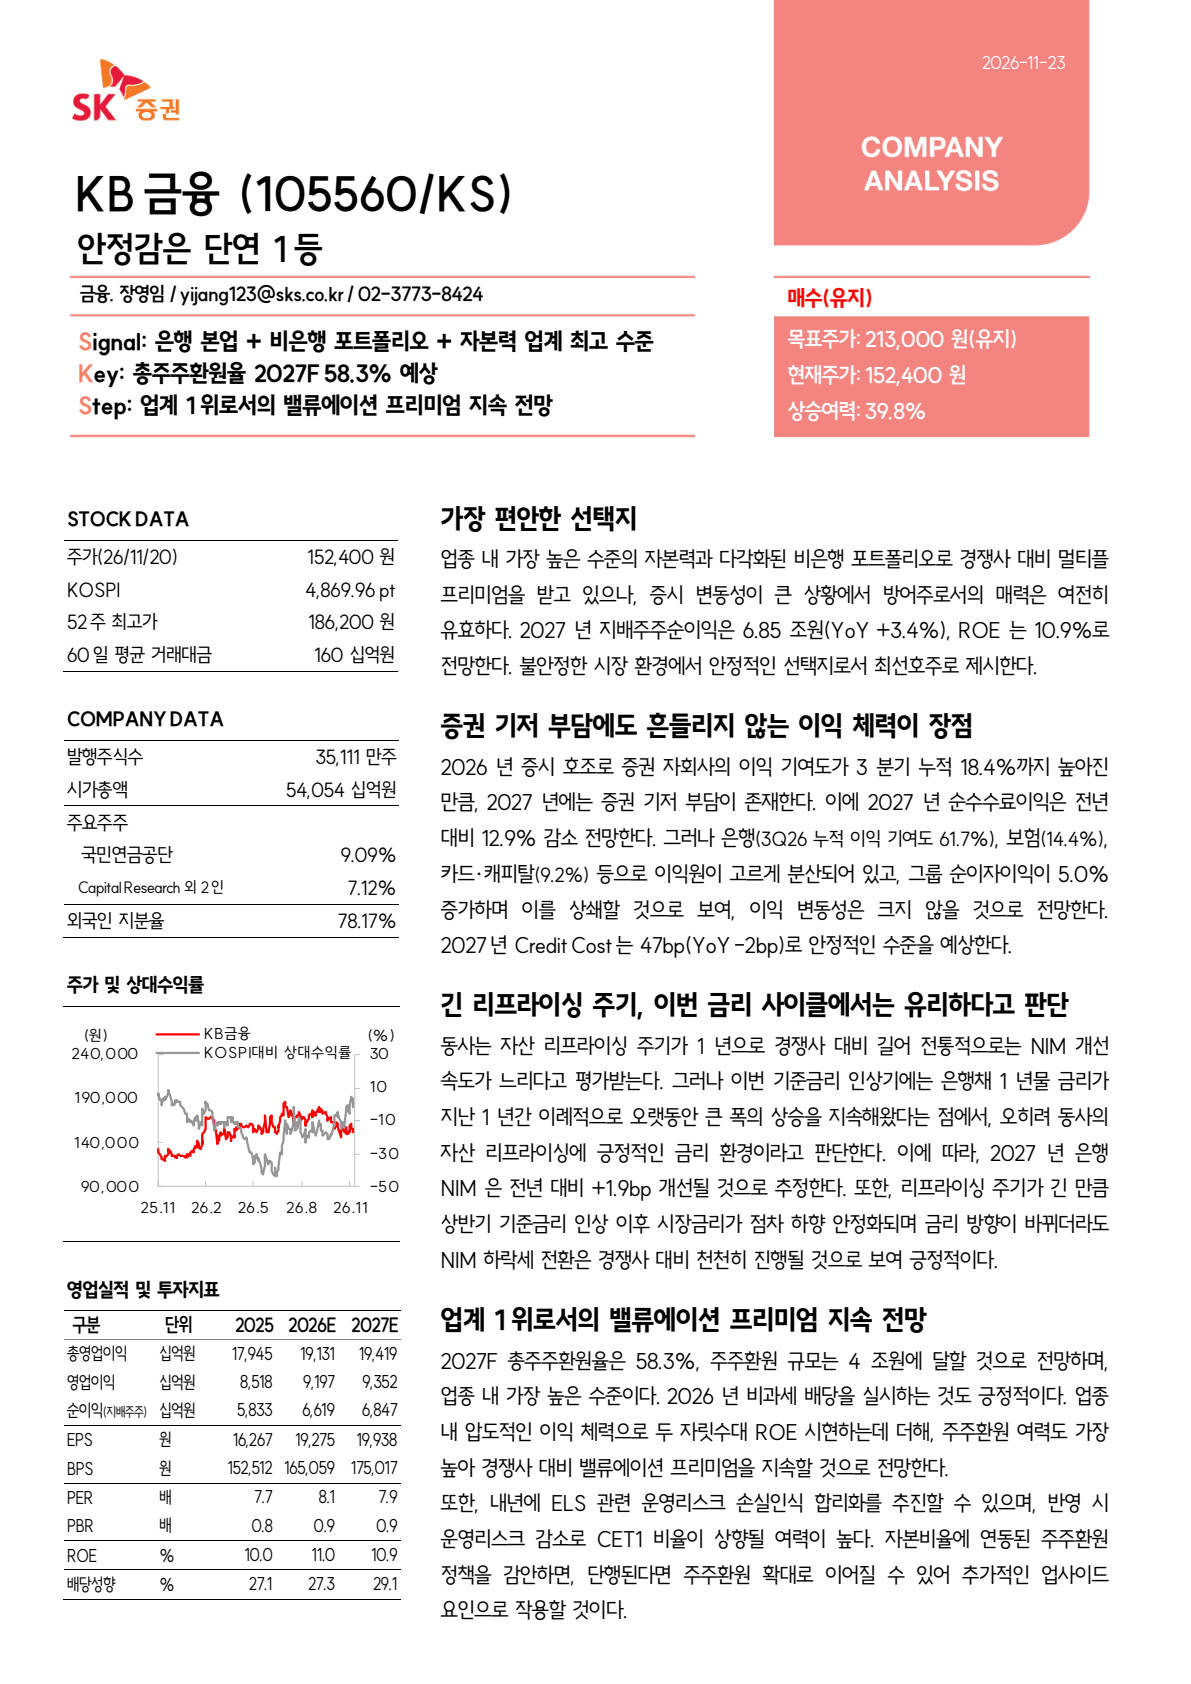 2026-11-23
SK 증권
COMPANY
ANALYSIS
KB 금융 (105560/KS)
안정감은 단연 1 등
금융. 장영임 / yijang123@sks.co.kr / 02-3773-8424
Signal: 은행 본업 + 비은행 포트폴리오 + 자본력 업계 최고 수준
Key: 총주주환원율 2027F 58.3% 예상
Step: 업계 1 위로서의 밸류에이션 프리미엄 지속 전망
매수(유지)
목표주가: 213,000 원(유지)
현재주가: 152,400 원
상승여력: 39.8%
STOCK DATA
주가(26/11/20) 152,400 원
KOSPI 4,869.96 pt
52 주 최고가 186,200 원
60 일 평균 거래대금 160 십억원
COMPANY DATA
발행주식수 35,111 만주
시가총액 54,054 십억원
주요주주
국민연금공단 9.09%
Capital Research 외 2 인 7.12%
외국인 지분율 78.17%
주가 및 상대수익률
(원) KB금융 (%)
240,000 KOSPI대비 상대수익률 30
190,000 10
-10
140,000
-30
90,000 -50
25.11 26.2 26.5 26.8 26.11
영업실적 및 투자지표
구분 단위 2025 2026E 2027E
총영업이익 십억원 17,945 19,131 19,419
영업이익 십억원 8,518 9,197 9,352
순이익(지배주주) 십억원 5,833 6,619 6,847
EPS 원 16,267 19,275 19,938
BPS 원 152,512 165,059 175,017
PER 배 7.7 8.1 7.9
PBR 배 0.8 0.9 0.9
ROE % 10.0 11.0 10.9
배당성향 % 27.1 27.3 29.1
가장 편안한 선택지
업종 내 가장 높은 수준의 자본력과 다각화된 비은행 포트폴리오로 경쟁사 대비 멀티플
프리미엄을 받고 있으나, 증시 변동성이 큰 상황에서 방어주로서의 매력은 여전히
유효하다. 2027 년 지배주주순이익은 6.85 조원(YoY +3.4%), ROE 는 10.9%로
전망한다. 불안정한 시장 환경에서 안정적인 선택지로서 최선호주로 제시한다.
증권 기저 부담에도 흔들리지 않는 이익 체력이 장점
2026 년 증시 호조로 증권 자회사의 이익 기여도가 3 분기 누적 18.4%까지 높아진
만큼, 2027 년에는 증권 기저 부담이 존재한다. 이에 2027 년 순수수료이익은 전년
대비 12.9% 감소 전망한다. 그러나 은행(3Q26 누적 이익 기여도 61.7%), 보험(14.4%),
카드·캐피탈(9.2%) 등으로 이익원이 고르게 분산되어 있고, 그룹 순이자이익이 5.0%
증가하며 이를 상쇄할 것으로 보여, 이익 변동성은 크지 않을 것으로 전망한다.
2027 년 Credit Cost 는 47bp(YoY -2bp)로 안정적인 수준을 예상한다.
긴 리프라이싱 주기, 이번 금리 사이클에서는 유리하다고 판단
동사는 자산 리프라이싱 주기가 1 년으로 경쟁사 대비 길어 전통적으로는 NIM 개선
속도가 느리다고 평가받는다. 그러나 이번 기준금리 인상기에는 은행채 1 년물 금리가
지난 1 년간 이례적으로 오랫동안 큰 폭의 상승을 지속해왔다는 점에서, 오히려 동사의
자산 리프라이싱에 긍정적인 금리 환경이라고 판단한다. 이에 따라, 2027 년 은행
NIM 은 전년 대비 +1.9bp 개선될 것으로 추정한다. 또한, 리프라이싱 주기가 긴 만큼
상반기 기준금리 인상 이후 시장금리가 점차 하향 안정화되며 금리 방향이 바뀌더라도
NIM 하락세 전환은 경쟁사 대비 천천히 진행될 것으로 보여 긍정적이다.
업계 1 위로서의 밸류에이션 프리미엄 지속 전망
2027F 총주주환원율은 58.3%, 주주환원 규모는 4 조원에 달할 것으로 전망하며,
업종 내 가장 높은 수준이다. 2026 년 비과세 배당을 실시하는 것도 긍정적이다. 업종
내 압도적인 이익 체력으로 두 자릿수대 ROE 시현하는데 더해, 주주환원 여력도 가장
높아 경쟁사 대비 밸류에이션 프리미엄을 지속할 것으로 전망한다.
또한, 내년에 ELS 관련 운영리스크 손실인식 합리화를 추진할 수 있으며, 반영 시
운영리스크 감소로 CET1 비율이 상향될 여력이 높다. 자본비율에 연동된 주주환원
정책을 감안하면, 단행된다면 주주환원 확대로 이어질 수 있어 추가적인 업사이드
요인으로 작용할 것이다.